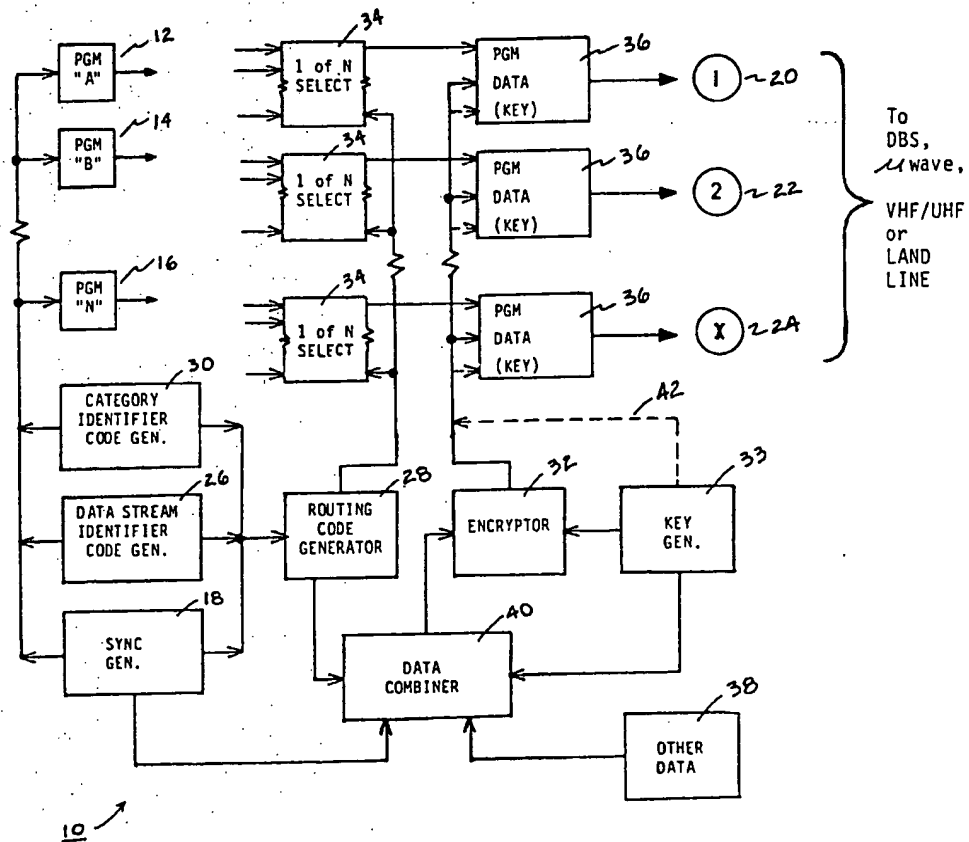 12
PGM
"A"
14
PGM
"B"
16
PGM
"N"
34
1 of N
SELECT
34
1 of N
SELECT
34
1 of N
SELECT
36
PGM
DATA
(KEY)
36
PGM
DATA
(KEY)
36
PGM
DATA
(KEY)
1
20
2
22
X
22A
To
DBS,
μwave,
VHF/UHF
or
LAND
LINE
30
CATEGORY
IDENTIFIER
CODE GEN.
26
DATA STREAM
IDENTIFIER
CODE GEN.
18
SYNC
GEN.
28
ROUTING
CODE
GENERATOR
32
ENCRYPTOR
42
33
KEY
GEN.
40
DATA
COMBINER
38
OTHER
DATA
10